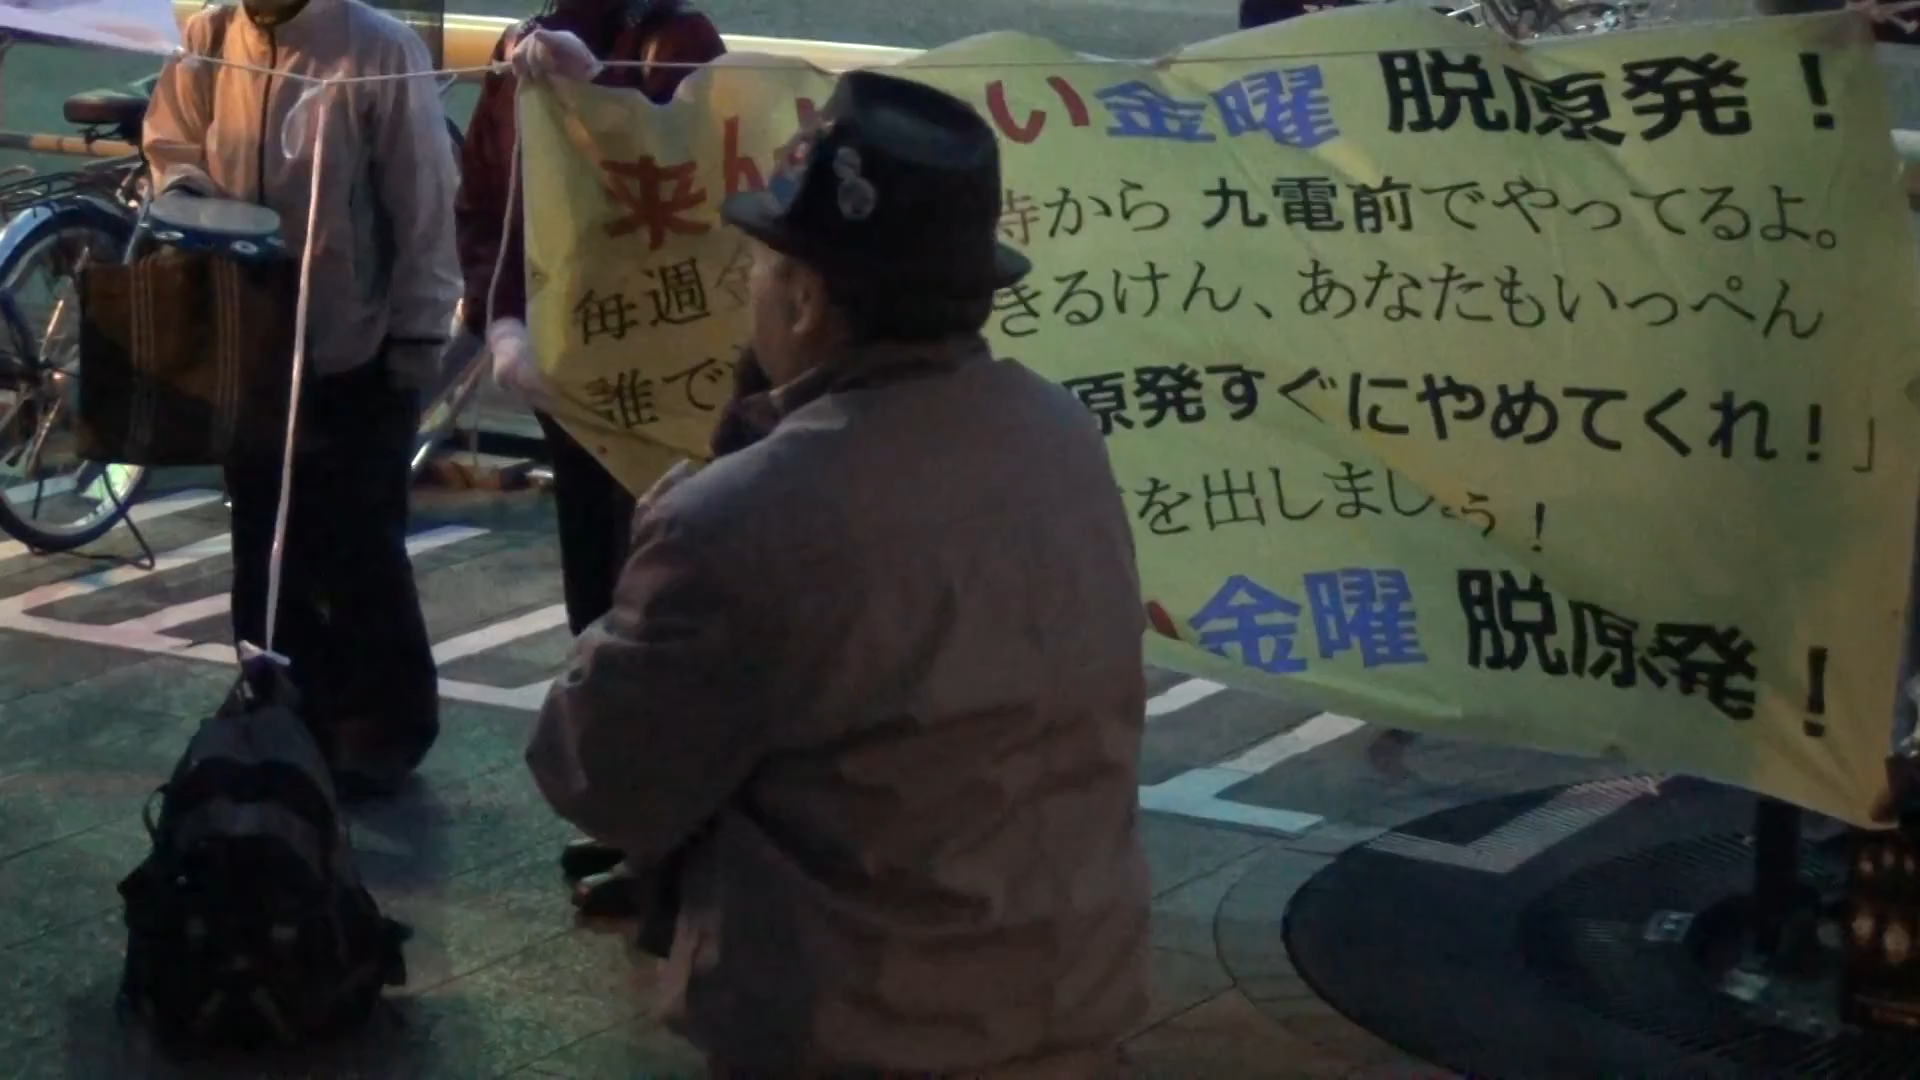 来ん い金曜 脱原発！
時から 九電前でやってるよ。
毎週 きるけん、あなたもいっぺん
誰で 原発すぐにやめてくれ！」
を出しましょう！
金曜 脱原発！